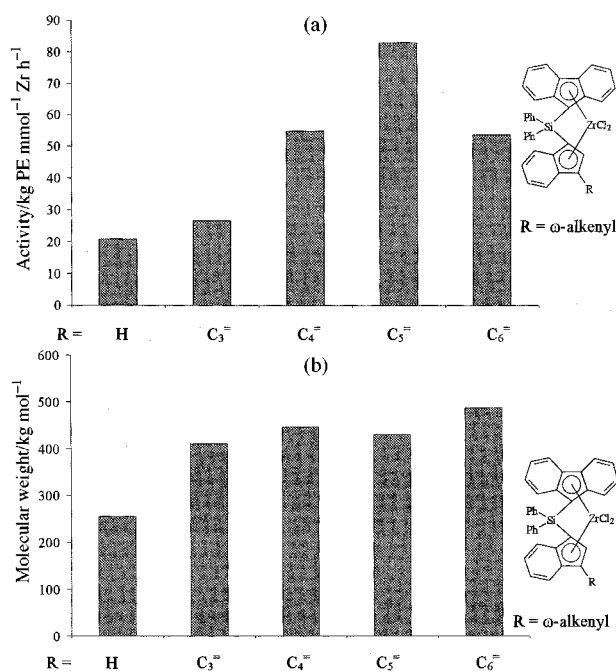 (a)
Activity/kg PE mmol⁻¹ Zr h⁻¹
90
80
70
60
50
40
30
20
10
0
R = H C₃⁼ C₄⁼ C₅⁼ C₆⁼
Ph
Ph
Si
ZrCl₂
R
R = ω-alkenyl
(b)
Molecular weight/kg mol⁻¹
600
500
400
300
200
100
0
R = H C₃⁼ C₄⁼ C₅⁼ C₆⁼
Ph
Ph
Si
ZrCl₂
R
R = ω-alkenyl